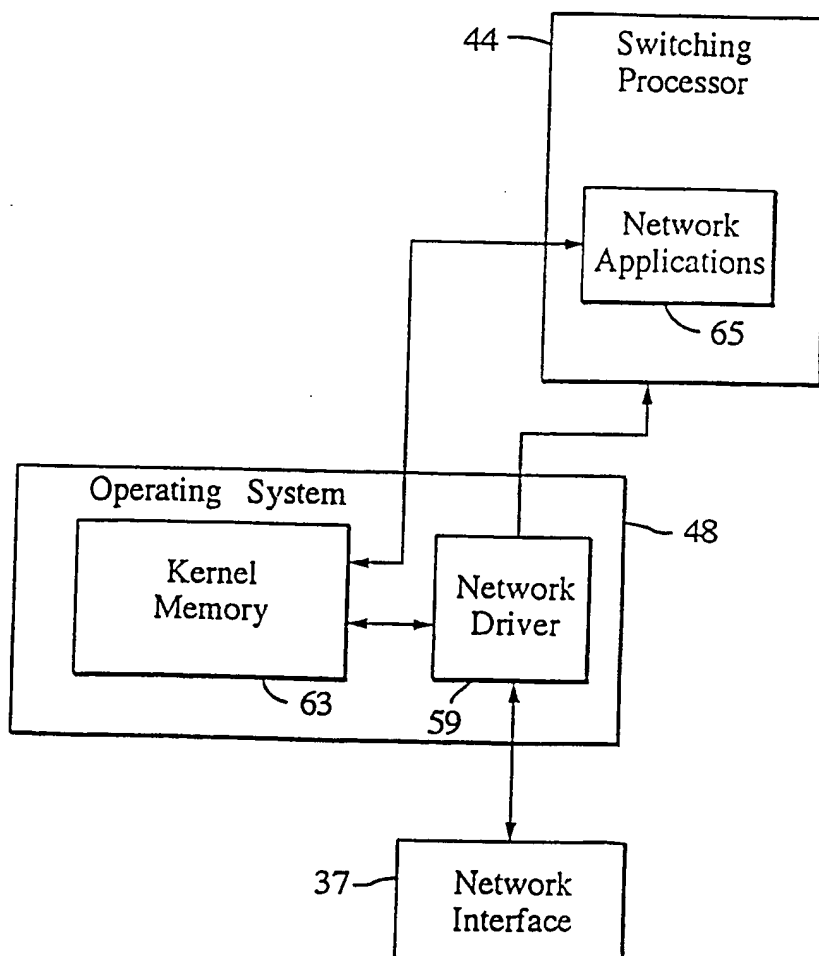 44
Switching
Processor
Network
Applications
65
Operating System
48
Kernel
Memory
Network
Driver
63
59
37
Network
Interface